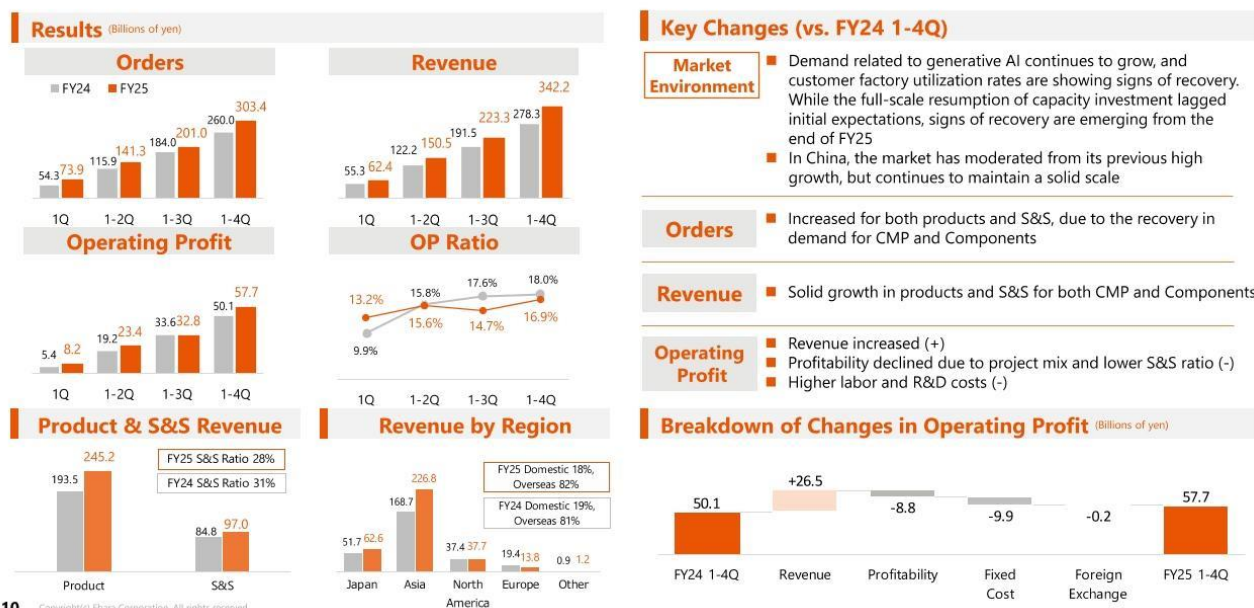 Results (Billions of yen)
Orders
FY24 FY25
54.3 73.9 115.9 141.3 184.0 201.0 260.0 303.4
1Q 1-2Q 1-3Q 1-4Q
Revenue
55.3 62.4 122.2 150.5 191.5 223.3 278.3 342.2
1Q 1-2Q 1-3Q 1-4Q
Operating Profit
5.4 8.2 19.2 23.4 33.6 32.8 50.1 57.7
1Q 1-2Q 1-3Q 1-4Q
OP Ratio
13.2% 15.8% 17.6% 18.0%
9.9% 15.6% 14.7% 16.9%
1Q 1-2Q 1-3Q 1-4Q
Product & S&S Revenue
FY25 S&S Ratio 28%
FY24 S&S Ratio 31%
193.5 245.2 84.8 97.0
Product S&S
Revenue by Region
FY25 Domestic 18%,
Overseas 82%
FY24 Domestic 19%,
Overseas 81%
51.7 62.6 168.7 226.8 37.4 37.7 19.4 13.8 0.9 1.2
Japan Asia North Europe Other
America
Key Changes (vs. FY24 1-4Q)
Market
Environment
■ Demand related to generative AI continues to grow, and
customer factory utilization rates are showing signs of recovery.
While the full-scale resumption of capacity investment lagged
initial expectations, signs of recovery are emerging from the
end of FY25
■ In China, the market has moderated from its previous high
growth, but continues to maintain a solid scale
Orders
■ Increased for both products and S&S, due to the recovery in
demand for CMP and Components
Revenue
■ Solid growth in products and S&S for both CMP and Components
Operating
Profit
■ Revenue increased (+)
■ Profitability declined due to project mix and lower S&S ratio (-)
■ Higher labor and R&D costs (-)
Breakdown of Changes in Operating Profit (Billions of yen)
50.1 +26.5 -8.8 -9.9 -0.2 57.7
FY24 1-4Q Revenue Profitability Fixed Foreign FY25 1-4Q
Cost Exchange
10 Copyright(c) Ebara Corporation. All rights reserved